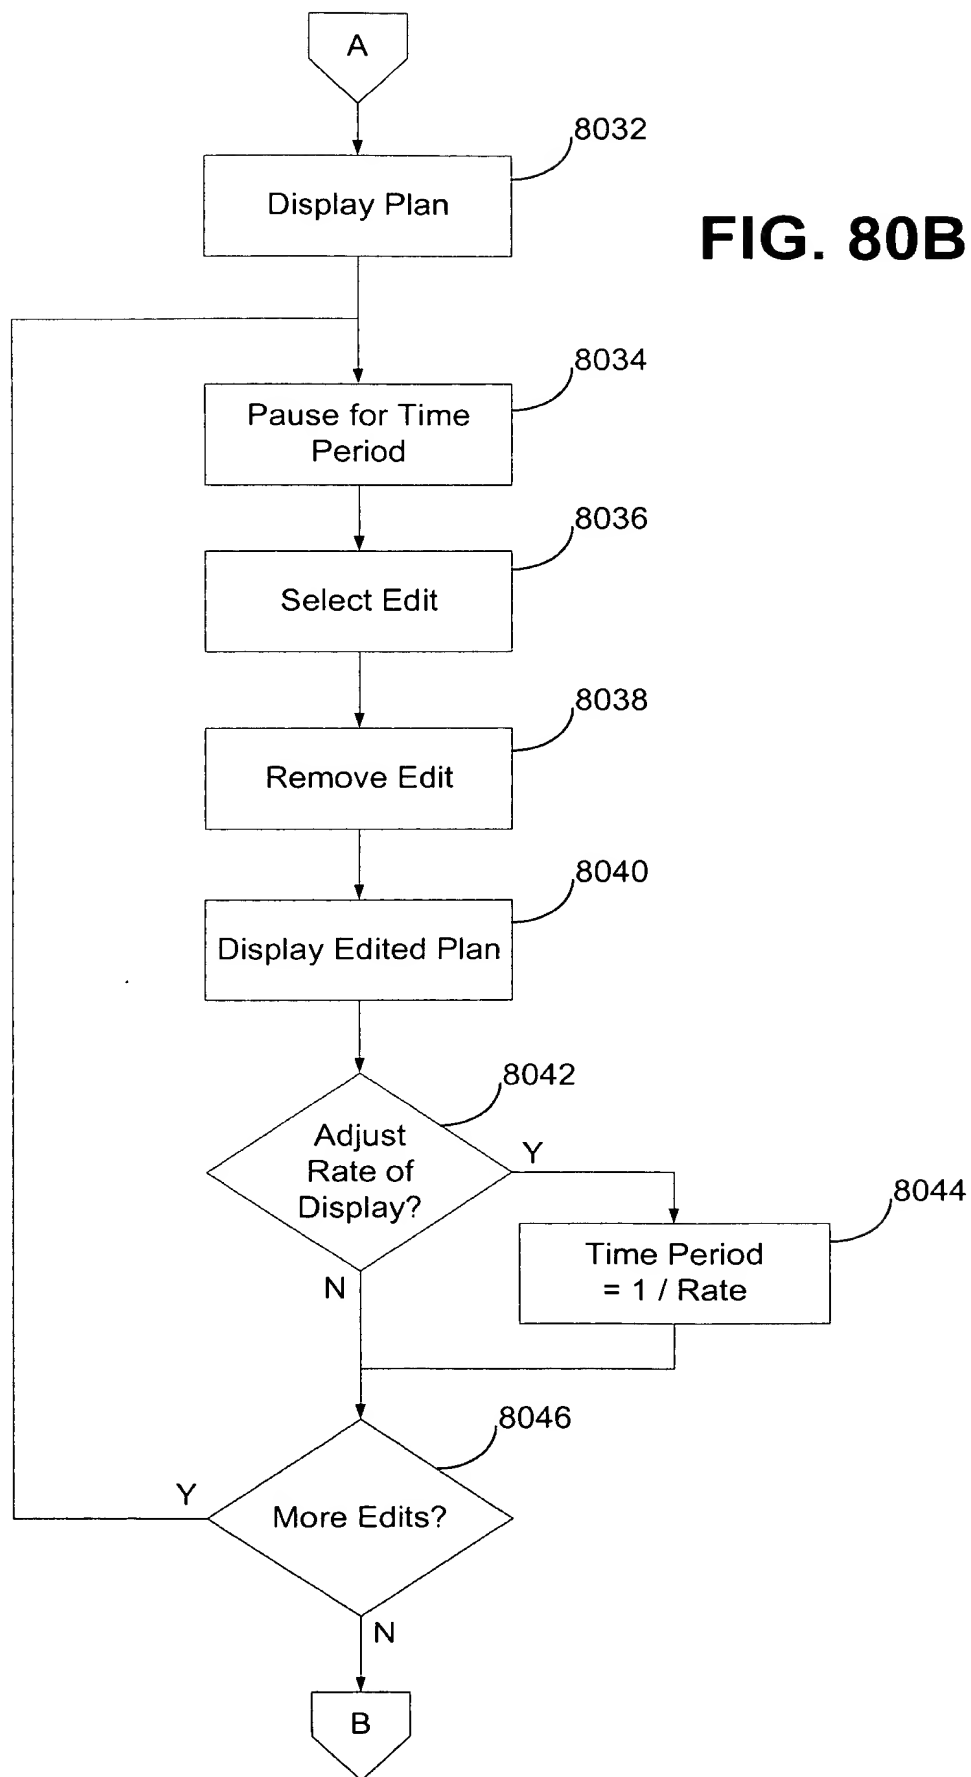 A
8032
Display Plan
FIG. 80B
8034
Pause for Time
Period
8036
Select Edit
8038
Remove Edit
8040
Display Edited Plan
8042
Adjust
Rate of
Display?
Y
8044
Time Period
= 1 / Rate
N
8046
Y
More Edits?
N
B